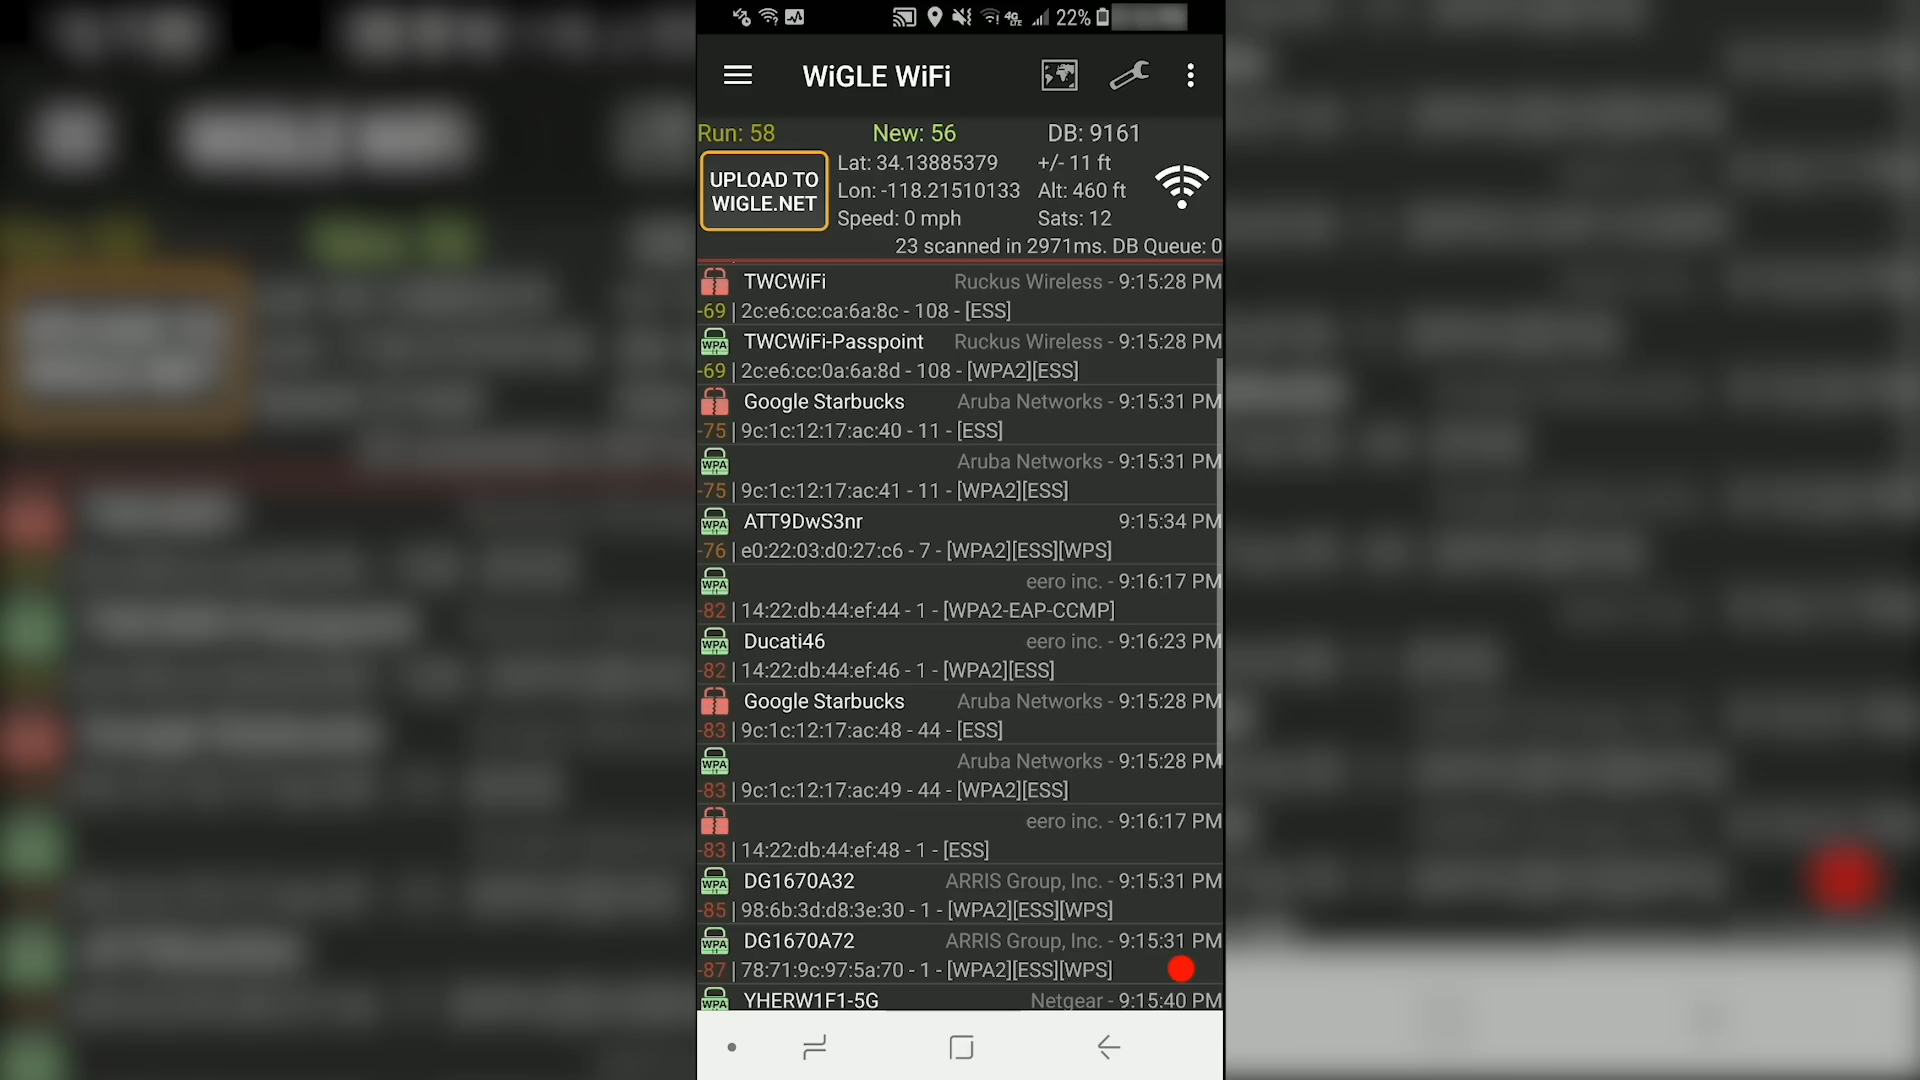 4G LTE 22%
WiGLE WiFi
Run: 58 New: 56 DB: 9161
UPLOAD TO
WIGLE.NET
Lat: 34.13885379 +/- 11 ft
Lon: -118.21510133 Alt: 460 ft
Speed: 0 mph Sats: 12
23 scanned in 2971ms. DB Queue: 0
TWCWiFi Ruckus Wireless - 9:15:28 PM
-69 | 2c:e6:cc:ca:6a:8c - 108 - [ESS]
WPA TWCWiFi-Passpoint Ruckus Wireless - 9:15:28 PM
-69 | 2c:e6:cc:0a:6a:8d - 108 - [WPA2][ESS]
Google Starbucks Aruba Networks - 9:15:31 PM
-75 | 9c:1c:12:17:ac:40 - 11 - [ESS]
WPA Aruba Networks - 9:15:31 PM
-75 | 9c:1c:12:17:ac:41 - 11 - [WPA2][ESS]
WPA ATT9DwS3nr 9:15:34 PM
-76 | e0:22:03:d0:27:c6 - 7 - [WPA2][ESS][WPS]
WPA eero inc. - 9:16:17 PM
-82 | 14:22:db:44:ef:44 - 1 - [WPA2-EAP-CCMP]
WPA Ducati46 eero inc. - 9:16:23 PM
-82 | 14:22:db:44:ef:46 - 1 - [WPA2][ESS]
Google Starbucks Aruba Networks - 9:15:28 PM
-83 | 9c:1c:12:17:ac:48 - 44 - [ESS]
WPA Aruba Networks - 9:15:28 PM
-83 | 9c:1c:12:17:ac:49 - 44 - [WPA2][ESS]
eero inc. - 9:16:17 PM
-83 | 14:22:db:44:ef:48 - 1 - [ESS]
WPA DG1670A32 ARRIS Group, Inc. - 9:15:31 PM
-85 | 98:6b:3d:d8:3e:30 - 1 - [WPA2][ESS][WPS]
WPA DG1670A72 ARRIS Group, Inc. - 9:15:31 PM
-87 | 78:71:9c:97:5a:70 - 1 - [WPA2][ESS][WPS]
WPA YHERW1F1-5G Netgear - 9:15:40 PM